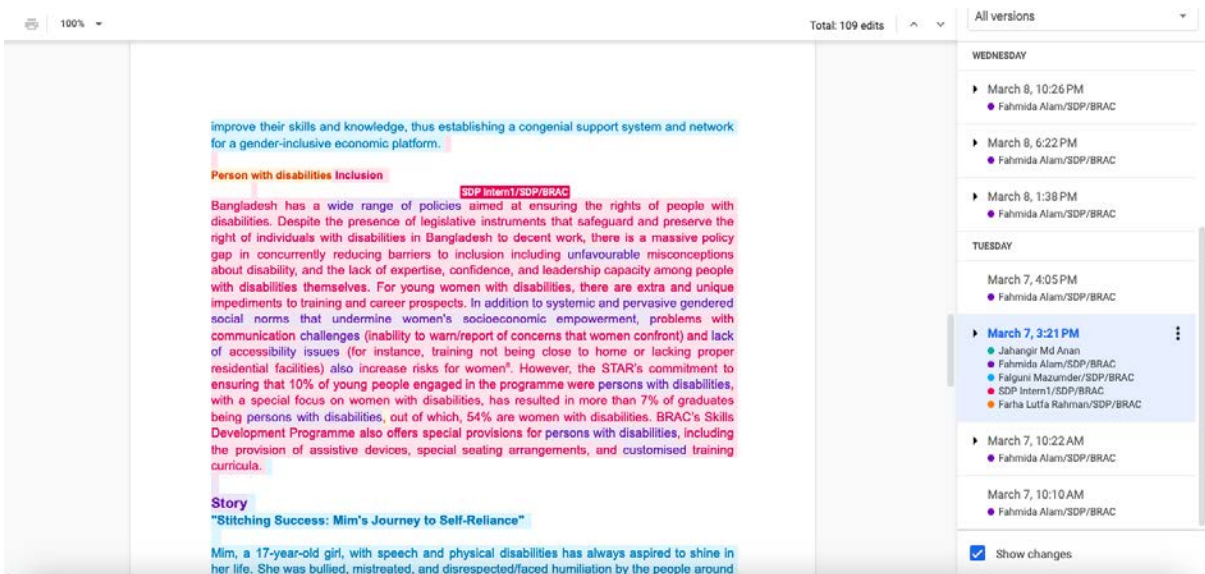 100%
Total: 109 edits
All versions
improve their skills and knowledge, thus establishing a congenial support system and network
for a gender-inclusive economic platform.
Person with disabilities Inclusion
SDP Intern1/SDP/BRAC
Bangladesh has a wide range of policies aimed at ensuring the rights of people with
disabilities. Despite the presence of legislative instruments that safeguard and preserve the
right of individuals with disabilities in Bangladesh to decent work, there is a massive policy
gap in concurrently reducing barriers to inclusion including unfavourable misconceptions
about disability, and the lack of expertise, confidence, and leadership capacity among people
with disabilities themselves. For young women with disabilities, there are extra and unique
impediments to training and career prospects. In addition to systemic and pervasive gendered
social norms that undermine women's socioeconomic empowerment, problems with
communication challenges (inability to warn/report of concerns that women confront) and lack
of accessibility issues (for instance, training not being close to home or lacking proper
residential facilities) also increase risks for women⁸. However, the STAR's commitment to
ensuring that 10% of young people engaged in the programme were persons with disabilities,
with a special focus on women with disabilities, has resulted in more than 7% of graduates
being persons with disabilities, out of which, 54% are women with disabilities. BRAC's Skills
Development Programme also offers special provisions for persons with disabilities, including
the provision of assistive devices, special seating arrangements, and customised training
curricula.
Story
"Stitching Success: Mim's Journey to Self-Reliance"
Mim, a 17-year-old girl, with speech and physical disabilities has always aspired to shine in
her life. She was bullied, mistreated, and disrespected/faced humiliation by the people around
WEDNESDAY
March 8, 10:26 PM
Fahmida Alam/SDP/BRAC
March 8, 6:22 PM
Fahmida Alam/SDP/BRAC
March 8, 1:38 PM
Fahmida Alam/SDP/BRAC
TUESDAY
March 7, 4:05 PM
Fahmida Alam/SDP/BRAC
March 7, 3:21 PM
Jahangir Md Anan
Fahmida Alam/SDP/BRAC
Falguni Mazumder/SDP/BRAC
SDP Intern1/SDP/BRAC
Farha Lutfa Rahman/SDP/BRAC
March 7, 10:22 AM
Fahmida Alam/SDP/BRAC
March 7, 10:10 AM
Fahmida Alam/SDP/BRAC
Show changes